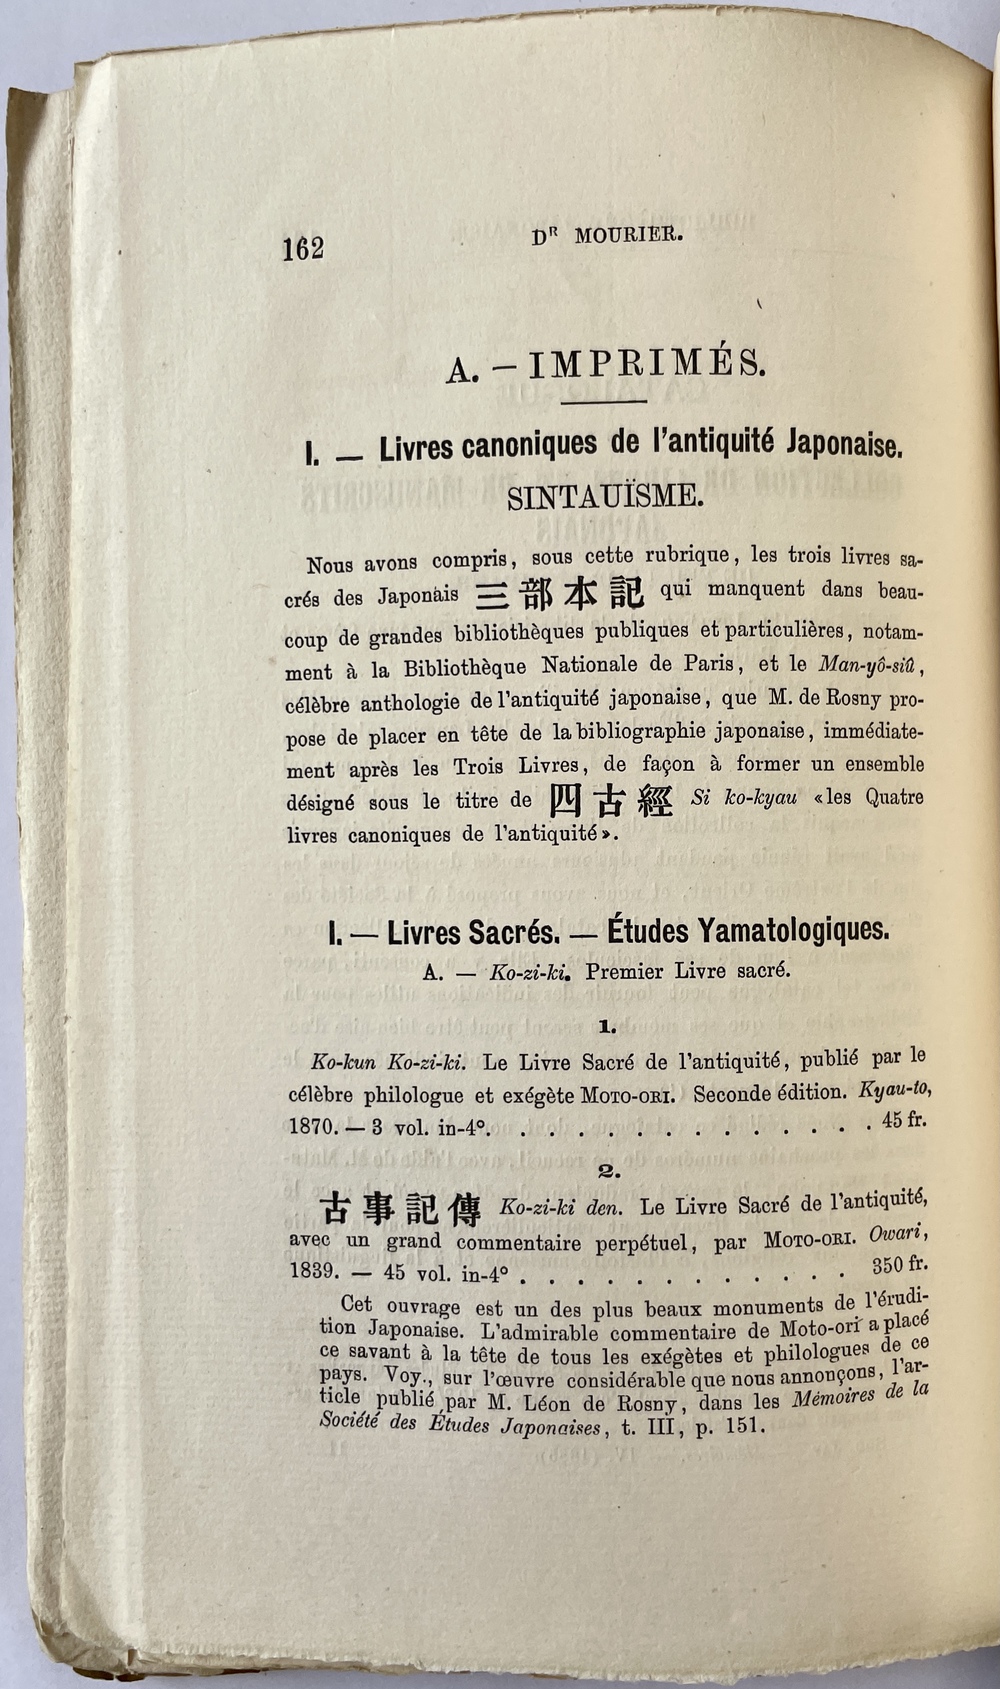 162
Dᴿ MOURIER.
A. — IMPRIMÉS.
I. — Livres canoniques de l'antiquité Japonaise.
SINTAUÏSME.
Nous avons compris, sous cette rubrique, les trois livres sa-
crés des Japonais 三部本記 qui manquent dans beau-
coup de grandes bibliothèques publiques et particulières, notam-
ment à la Bibliothèque Nationale de Paris, et le Man-yô-siû,
célèbre anthologie de l'antiquité japonaise, que M. de Rosny pro-
pose de placer en tête de la bibliographie japonaise, immédiate-
ment après les Trois Livres, de façon à former un ensemble
désigné sous le titre de 四古經 Si ko-kyau «les Quatre
livres canoniques de l'antiquité».
I. — Livres Sacrés. — Études Yamatologiques.
A. — Ko-zi-ki. Premier Livre sacré.
1.
Ko-kun Ko-zi-ki. Le Livre Sacré de l'antiquité, publié par le
célèbre philologue et exégète MOTO-ORI. Seconde édition. Kyau-to,
1870. — 3 vol. in-4°. . . . . . . . . . . . . . 45 fr.
2.
古事記傳 Ko-zi-ki den. Le Livre Sacré de l'antiquité,
avec un grand commentaire perpétuel, par MOTO-ORI. Owari,
1839. — 45 vol. in-4° . . . . . . . . . . . . 350 fr.
Cet ouvrage est un des plus beaux monuments de l'érudi-
tion Japonaise. L'admirable commentaire de Moto-ori a placé
ce savant à la tête de tous les exégètes et philologues de ce
pays. Voy., sur l'œuvre considérable que nous annonçons, l'ar-
ticle publié par M. Léon de Rosny, dans les Mémoires de la
Société des Études Japonaises, t. III, p. 151.